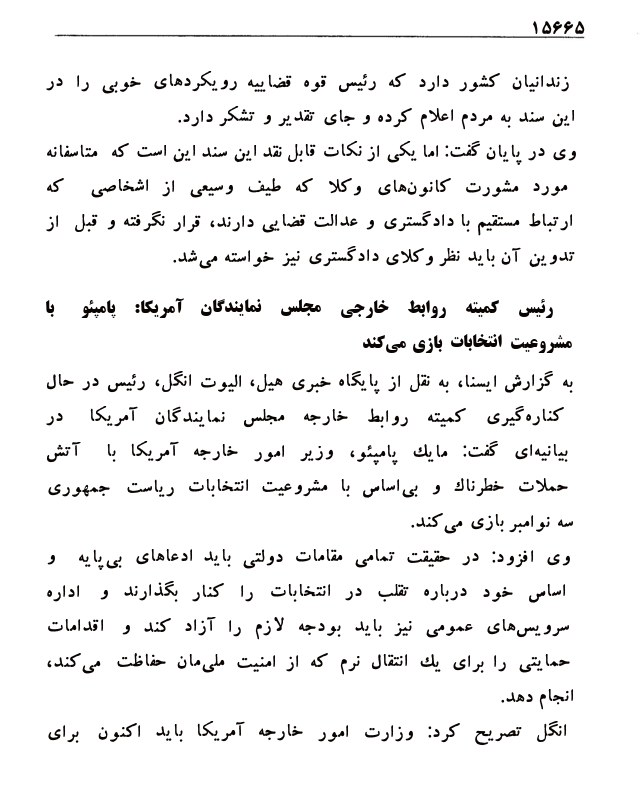 ۱۵۶۶۵
زندانیان کشور دارد که رئیس قوه قضاییه رویکردهای خوبی را در
این سند به مردم اعلام کرده و جای تقدیر و تشکر دارد.
وی در پایان گفت: اما یکی از نکات قابل نقد این سند این است که متاسفانه
مورد مشورت کانون‌های وکلا که طیف وسیعی از اشخاصی که
ارتباط مستقیم با دادگستری و عدالت قضایی دارند، قرار نگرفته و قبل از
تدوین آن باید نظر وکلای دادگستری نیز خواسته می‌شد.
رئیس کمیته روابط خارجی مجلس نمایندگان آمریکا: پامپئو با
مشروعیت انتخابات بازی می‌کند
به گزارش ایسنا، به نقل از پایگاه خبری هیل، الیوت انگل، رئیس در حال
کناره‌گیری کمیته روابط خارجه مجلس نمایندگان آمریکا در
بیانیه‌ای گفت: مایك پامپئو، وزیر امور خارجه آمریکا با آتش
حملات خطرناك و بی‌اساس با مشروعیت انتخابات ریاست جمهوری
سه نوامبر بازی می‌کند.
وی افزود: در حقیقت تمامی مقامات دولتی باید ادعاهای بی‌پایه و
اساس خود درباره تقلب در انتخابات را کنار بگذارند و اداره
سرویس‌های عمومی نیز باید بودجه لازم را آزاد کند و اقدامات
حمایتی را برای یك انتقال نرم که از امنیت ملی‌مان حفاظت می‌کند،
انجام دهد.
انگل تصریح کرد: وزارت امور خارجه آمریکا باید اکنون برای